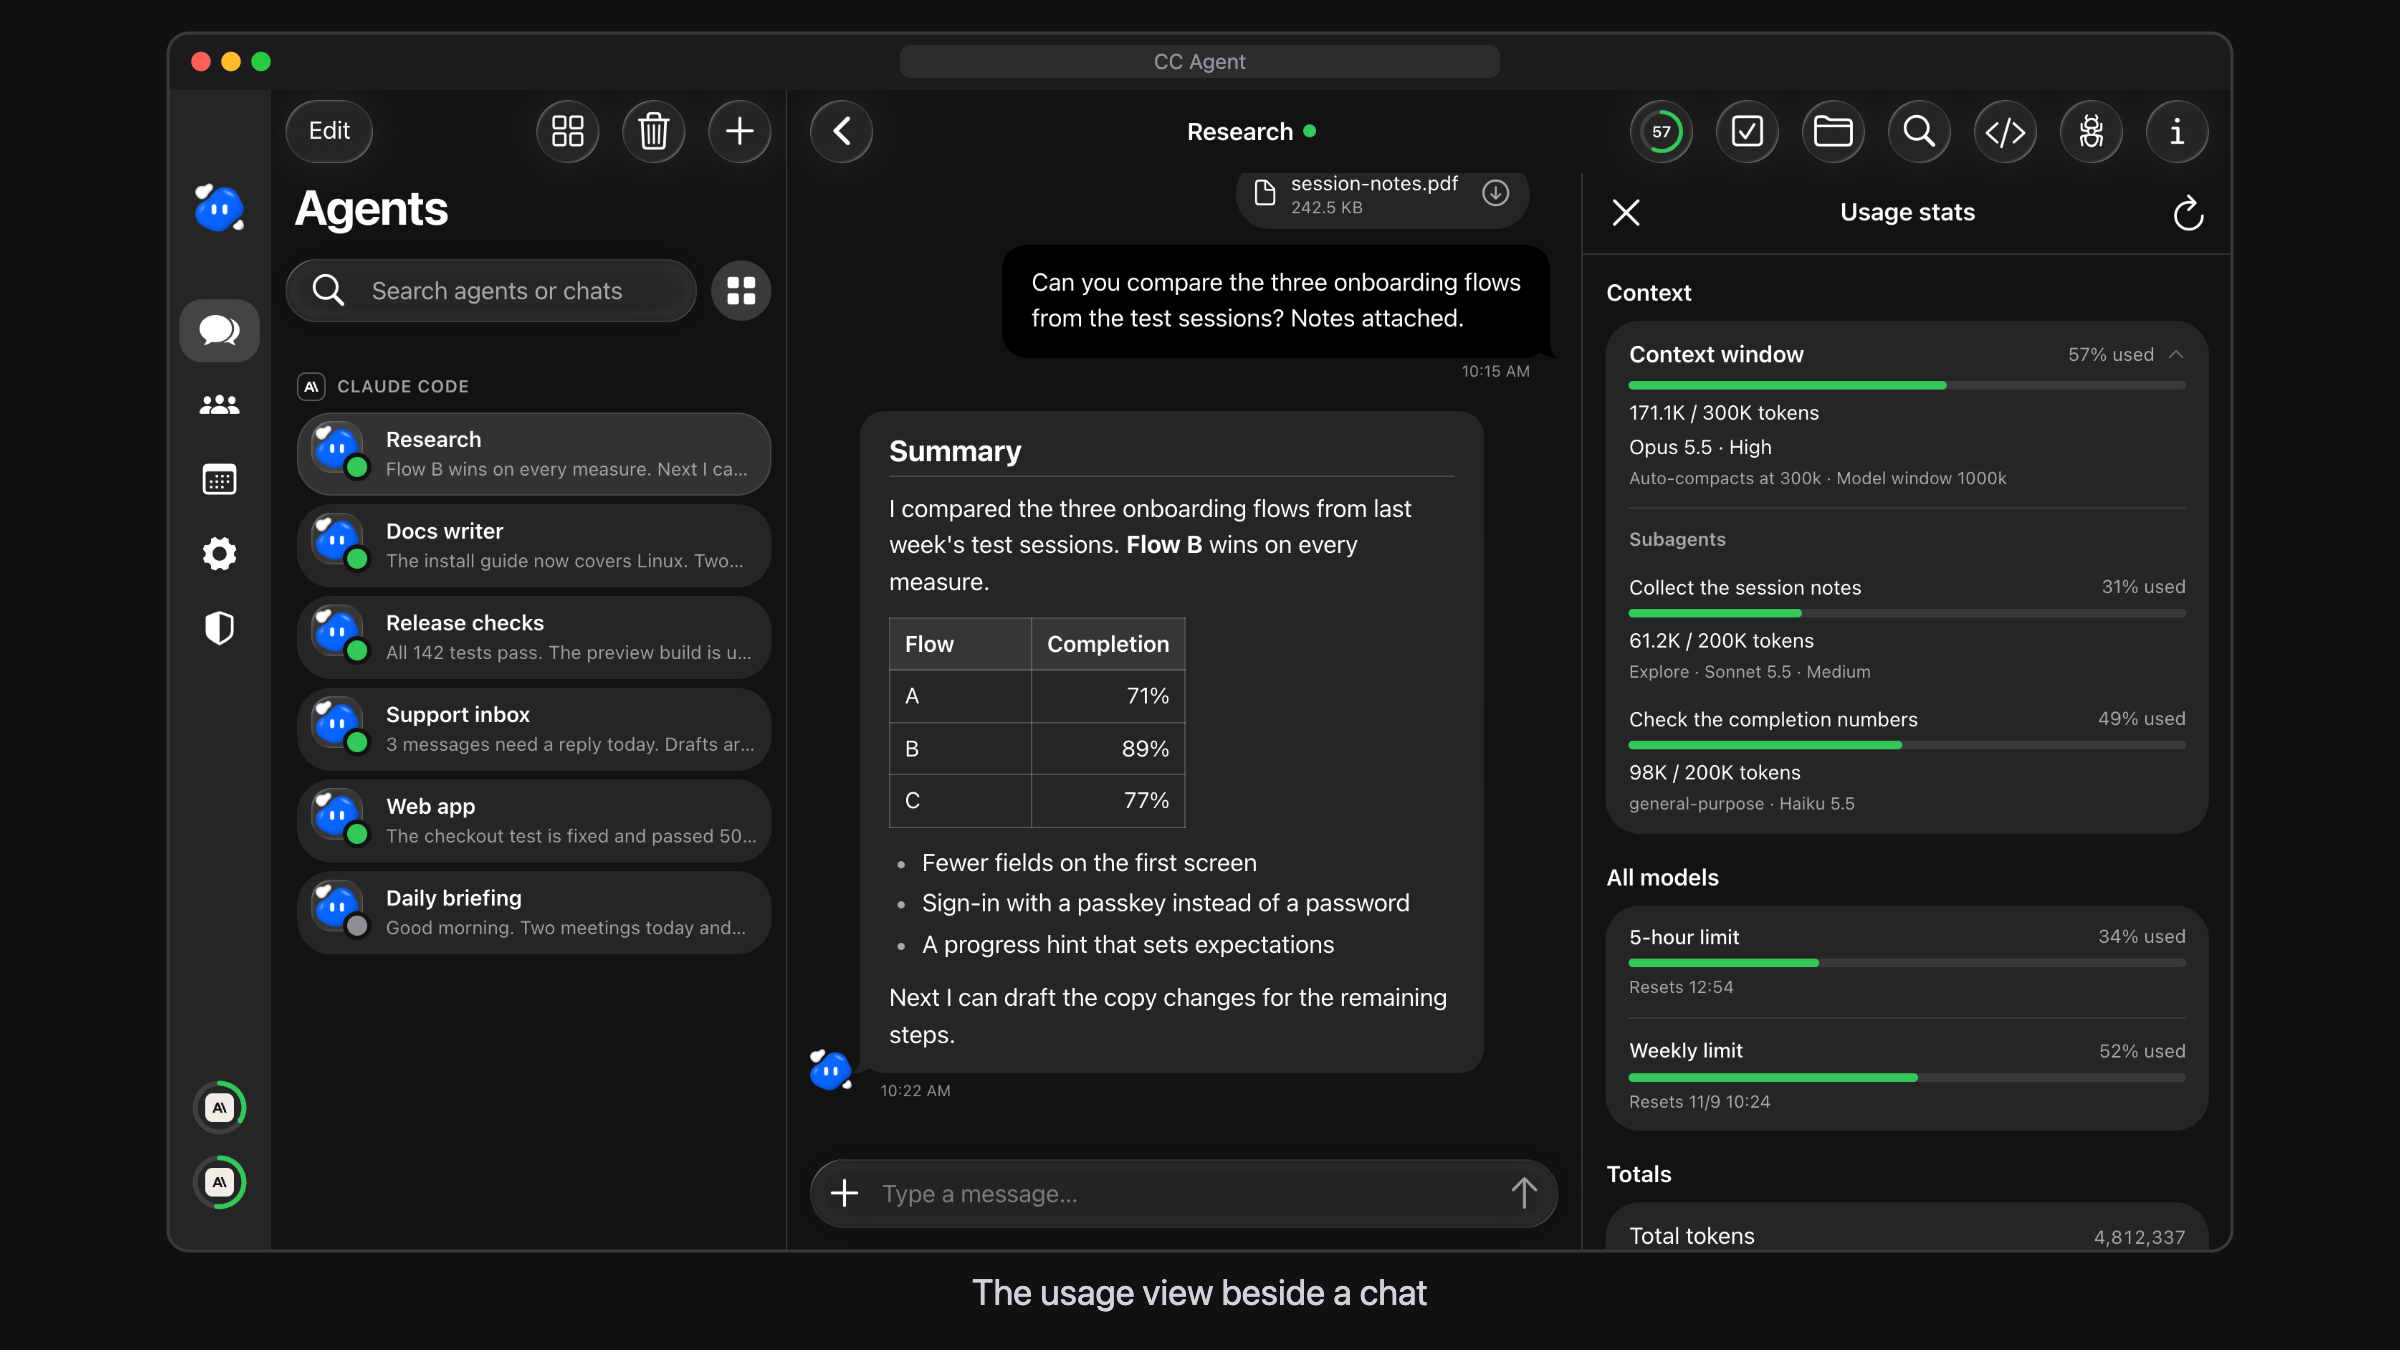 CC Agent
Edit
Agents
Search agents or chats
CLAUDE CODE
Research
Flow B wins on every measure. Next I ca...
Docs writer
The install guide now covers Linux. Two...
Release checks
All 142 tests pass. The preview build is u...
Support inbox
3 messages need a reply today. Drafts ar...
Web app
The checkout test is fixed and passed 50...
Daily briefing
Good morning. Two meetings today and...
Research
57
session-notes.pdf
242.5 KB
Can you compare the three onboarding flows
from the test sessions? Notes attached.
10:15 AM
Summary
I compared the three onboarding flows from last
week's test sessions. Flow B wins on every
measure.
Flow Completion
A 71%
B 89%
C 77%
• Fewer fields on the first screen
• Sign-in with a passkey instead of a password
• A progress hint that sets expectations
Next I can draft the copy changes for the remaining
steps.
10:22 AM
Type a message...
Usage stats
Context
Context window 57% used
171.1K / 300K tokens
Opus 5.5 · High
Auto-compacts at 300k · Model window 1000k
Subagents
Collect the session notes 31% used
61.2K / 200K tokens
Explore · Sonnet 5.5 · Medium
Check the completion numbers 49% used
98K / 200K tokens
general-purpose · Haiku 5.5
All models
5-hour limit 34% used
Resets 12:54
Weekly limit 52% used
Resets 11/9 10:24
Totals
Total tokens 4,812,337
The usage view beside a chat